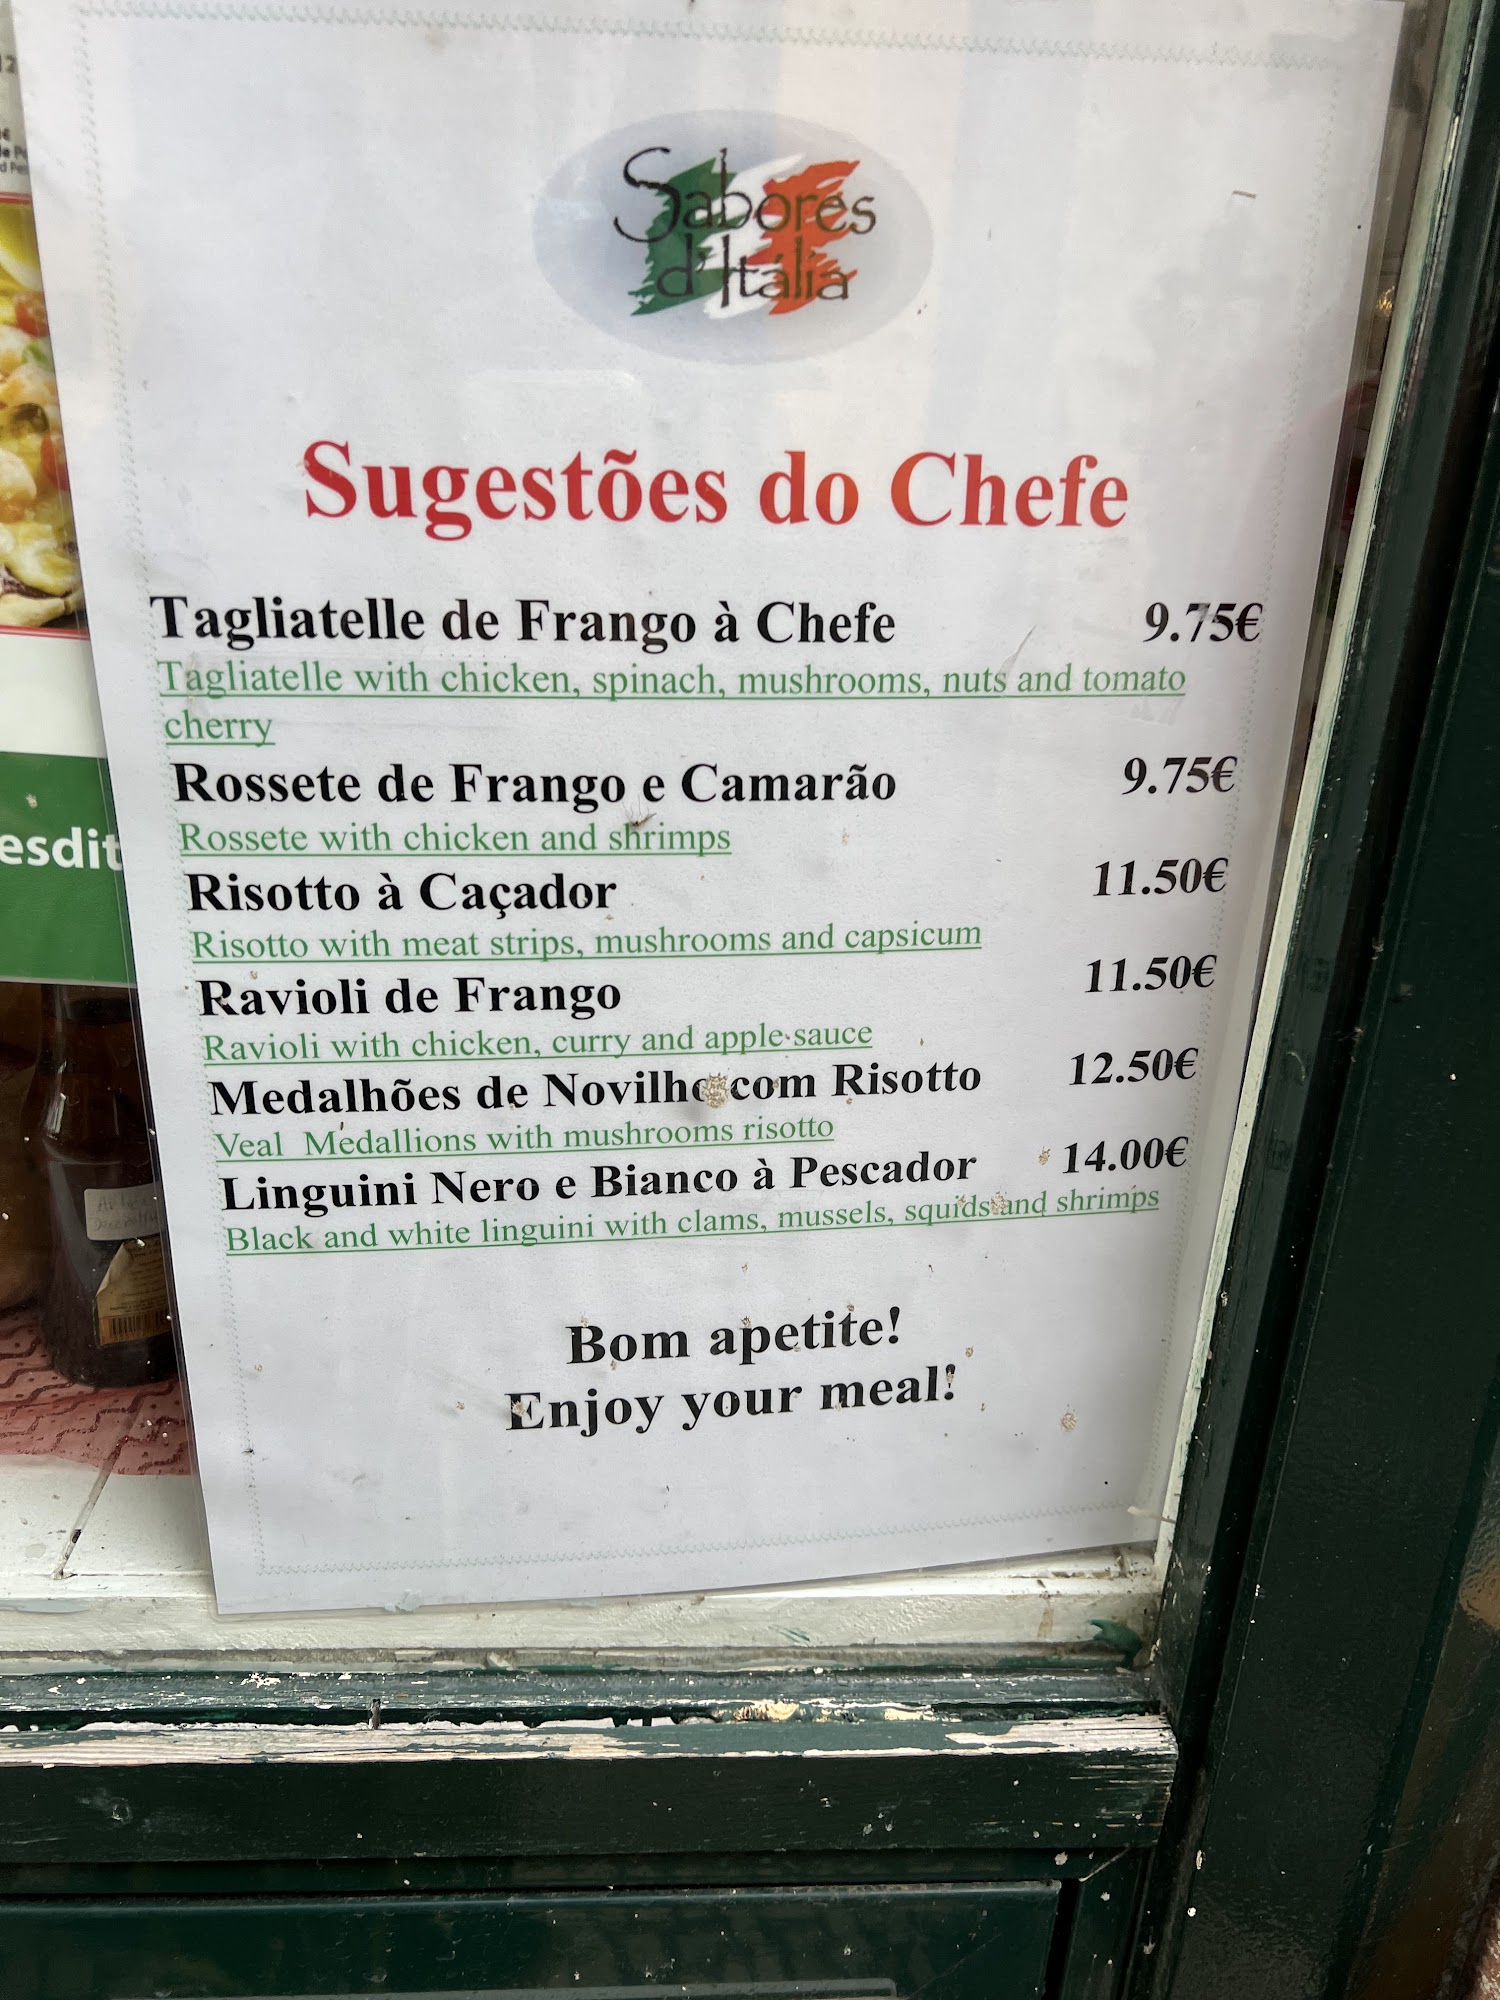 Sabores
d'Itália
Sugestões do Chefe
Tagliatelle de Frango à Chefe 9.75€
Tagliatelle with chicken, spinach, mushrooms, nuts and tomato
cherry
Rossete de Frango e Camarão 9.75€
Rossete with chicken and shrimps
Risotto à Caçador 11.50€
Risotto with meat strips, mushrooms and capsicum
Ravioli de Frango 11.50€
Ravioli with chicken, curry and apple sauce
Medalhões de Novilho com Risotto 12.50€
Veal Medallions with mushrooms risotto
Linguini Nero e Bianco à Pescador 14.00€
Black and white linguini with clams, mussels, squids and shrimps
Bom apetite!
Enjoy your meal!
esdit